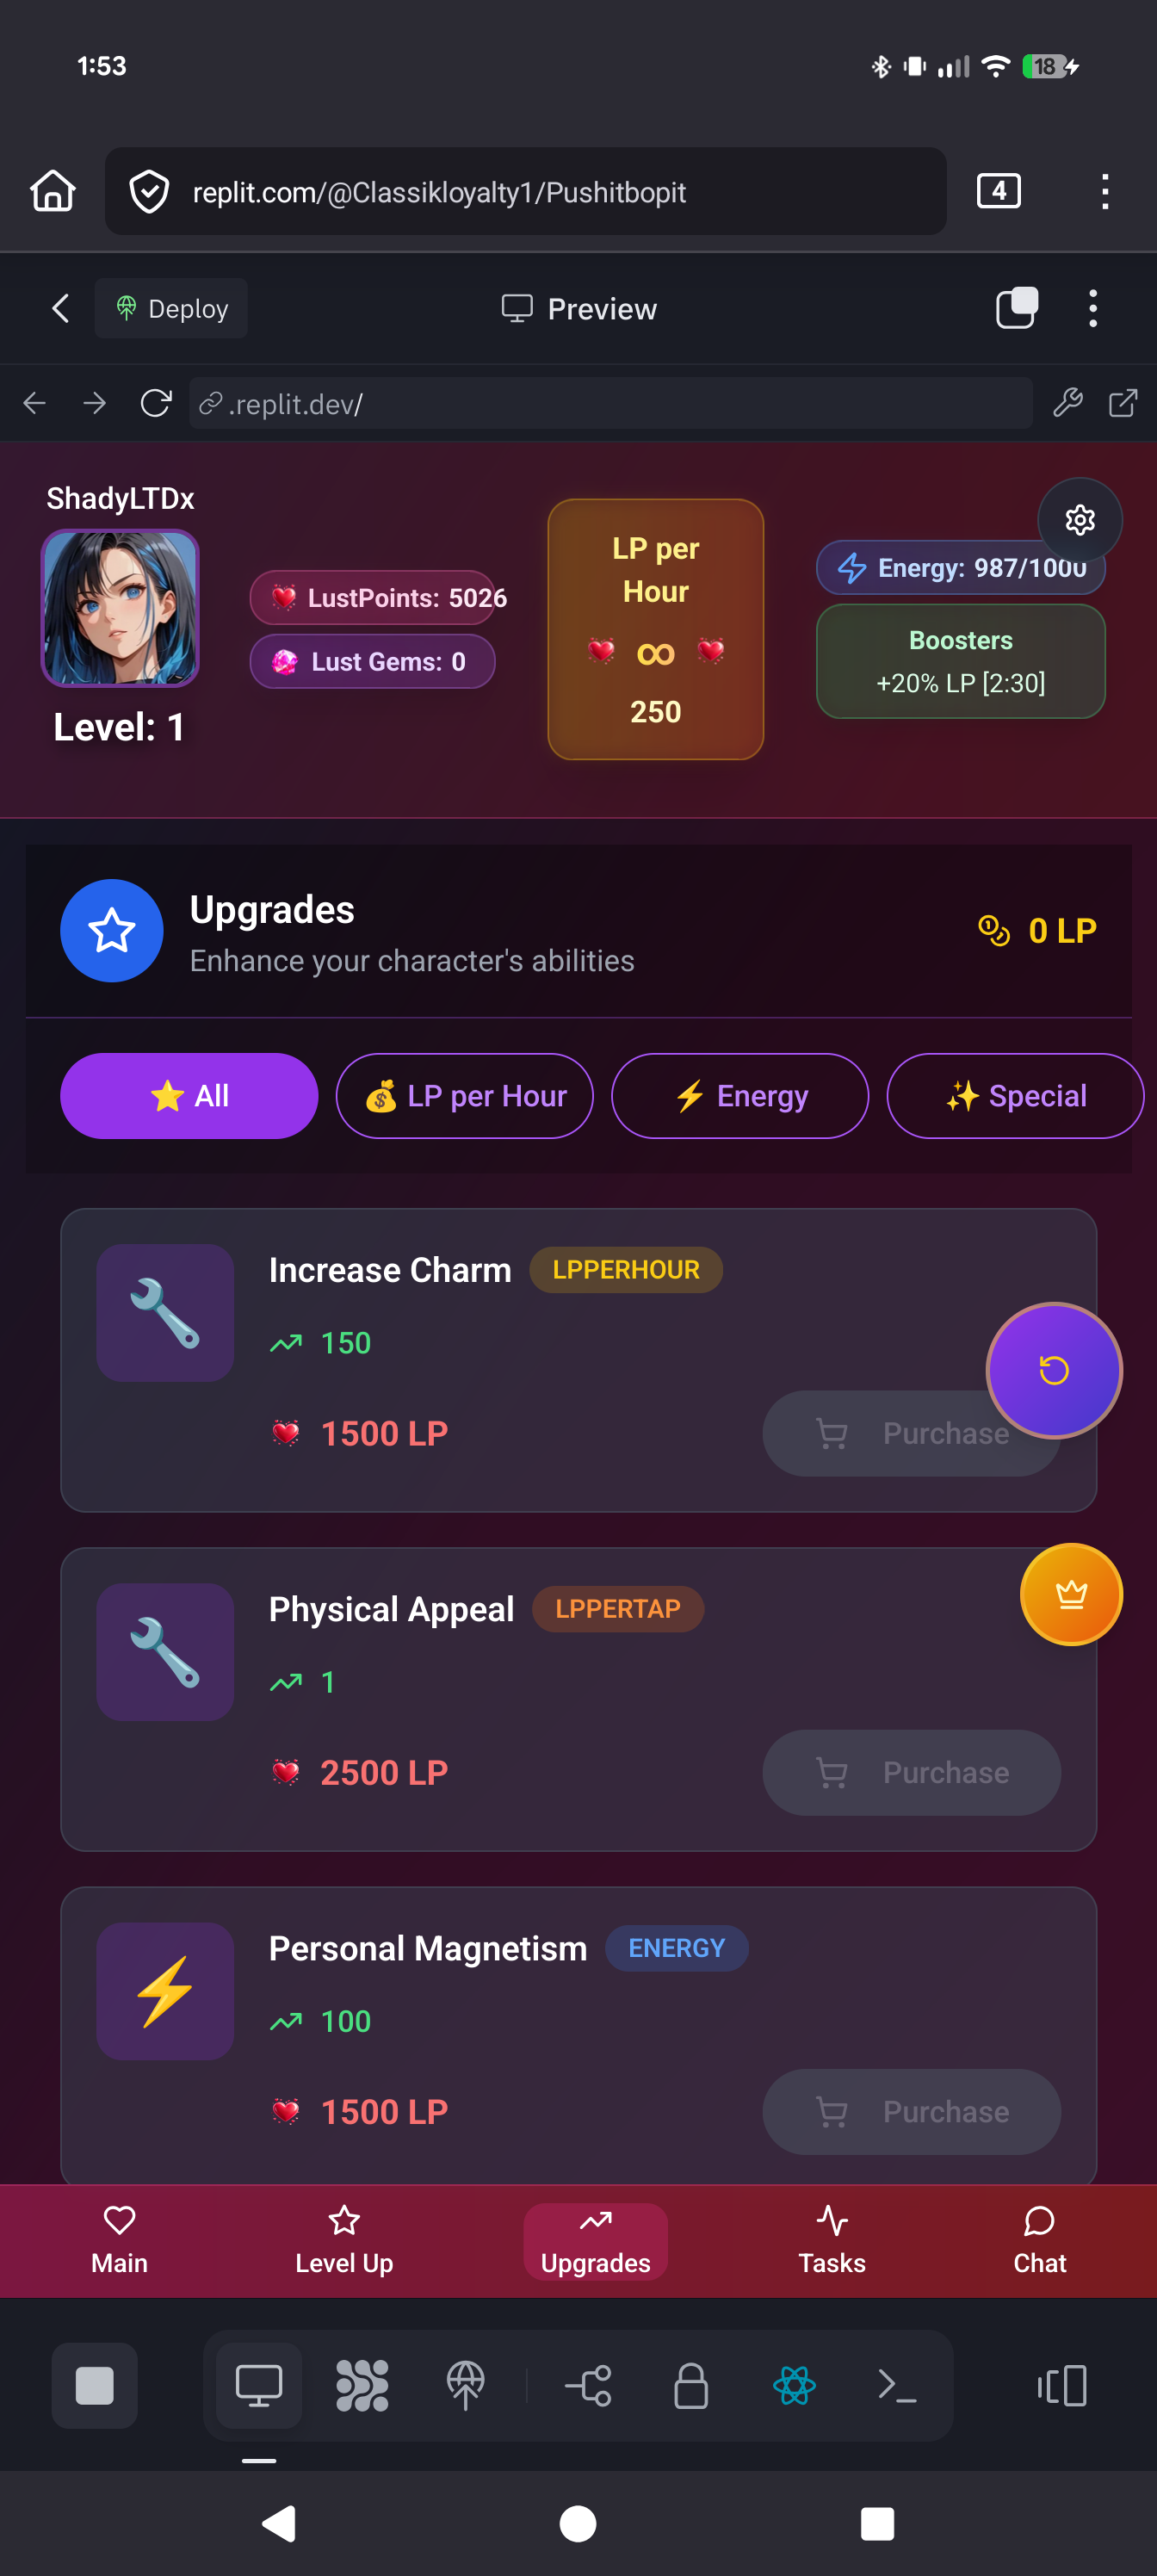 1:53
18
replit.com/@Classikloyalty1/Pushitbopit
4
Deploy
Preview
.replit.dev/
ShadyLTDx
Level: 1
LustPoints: 5026
Lust Gems: 0
LP per
Hour
∞
250
Energy: 987/1000
Boosters
+20% LP [2:30]
Upgrades
Enhance your character's abilities
0 LP
All
LP per Hour
Energy
Special
Increase Charm
LPPERHOUR
150
1500 LP
Purchase
Physical Appeal
LPPERTAP
1
2500 LP
Purchase
Personal Magnetism
ENERGY
100
1500 LP
Purchase
Main
Level Up
Upgrades
Tasks
Chat